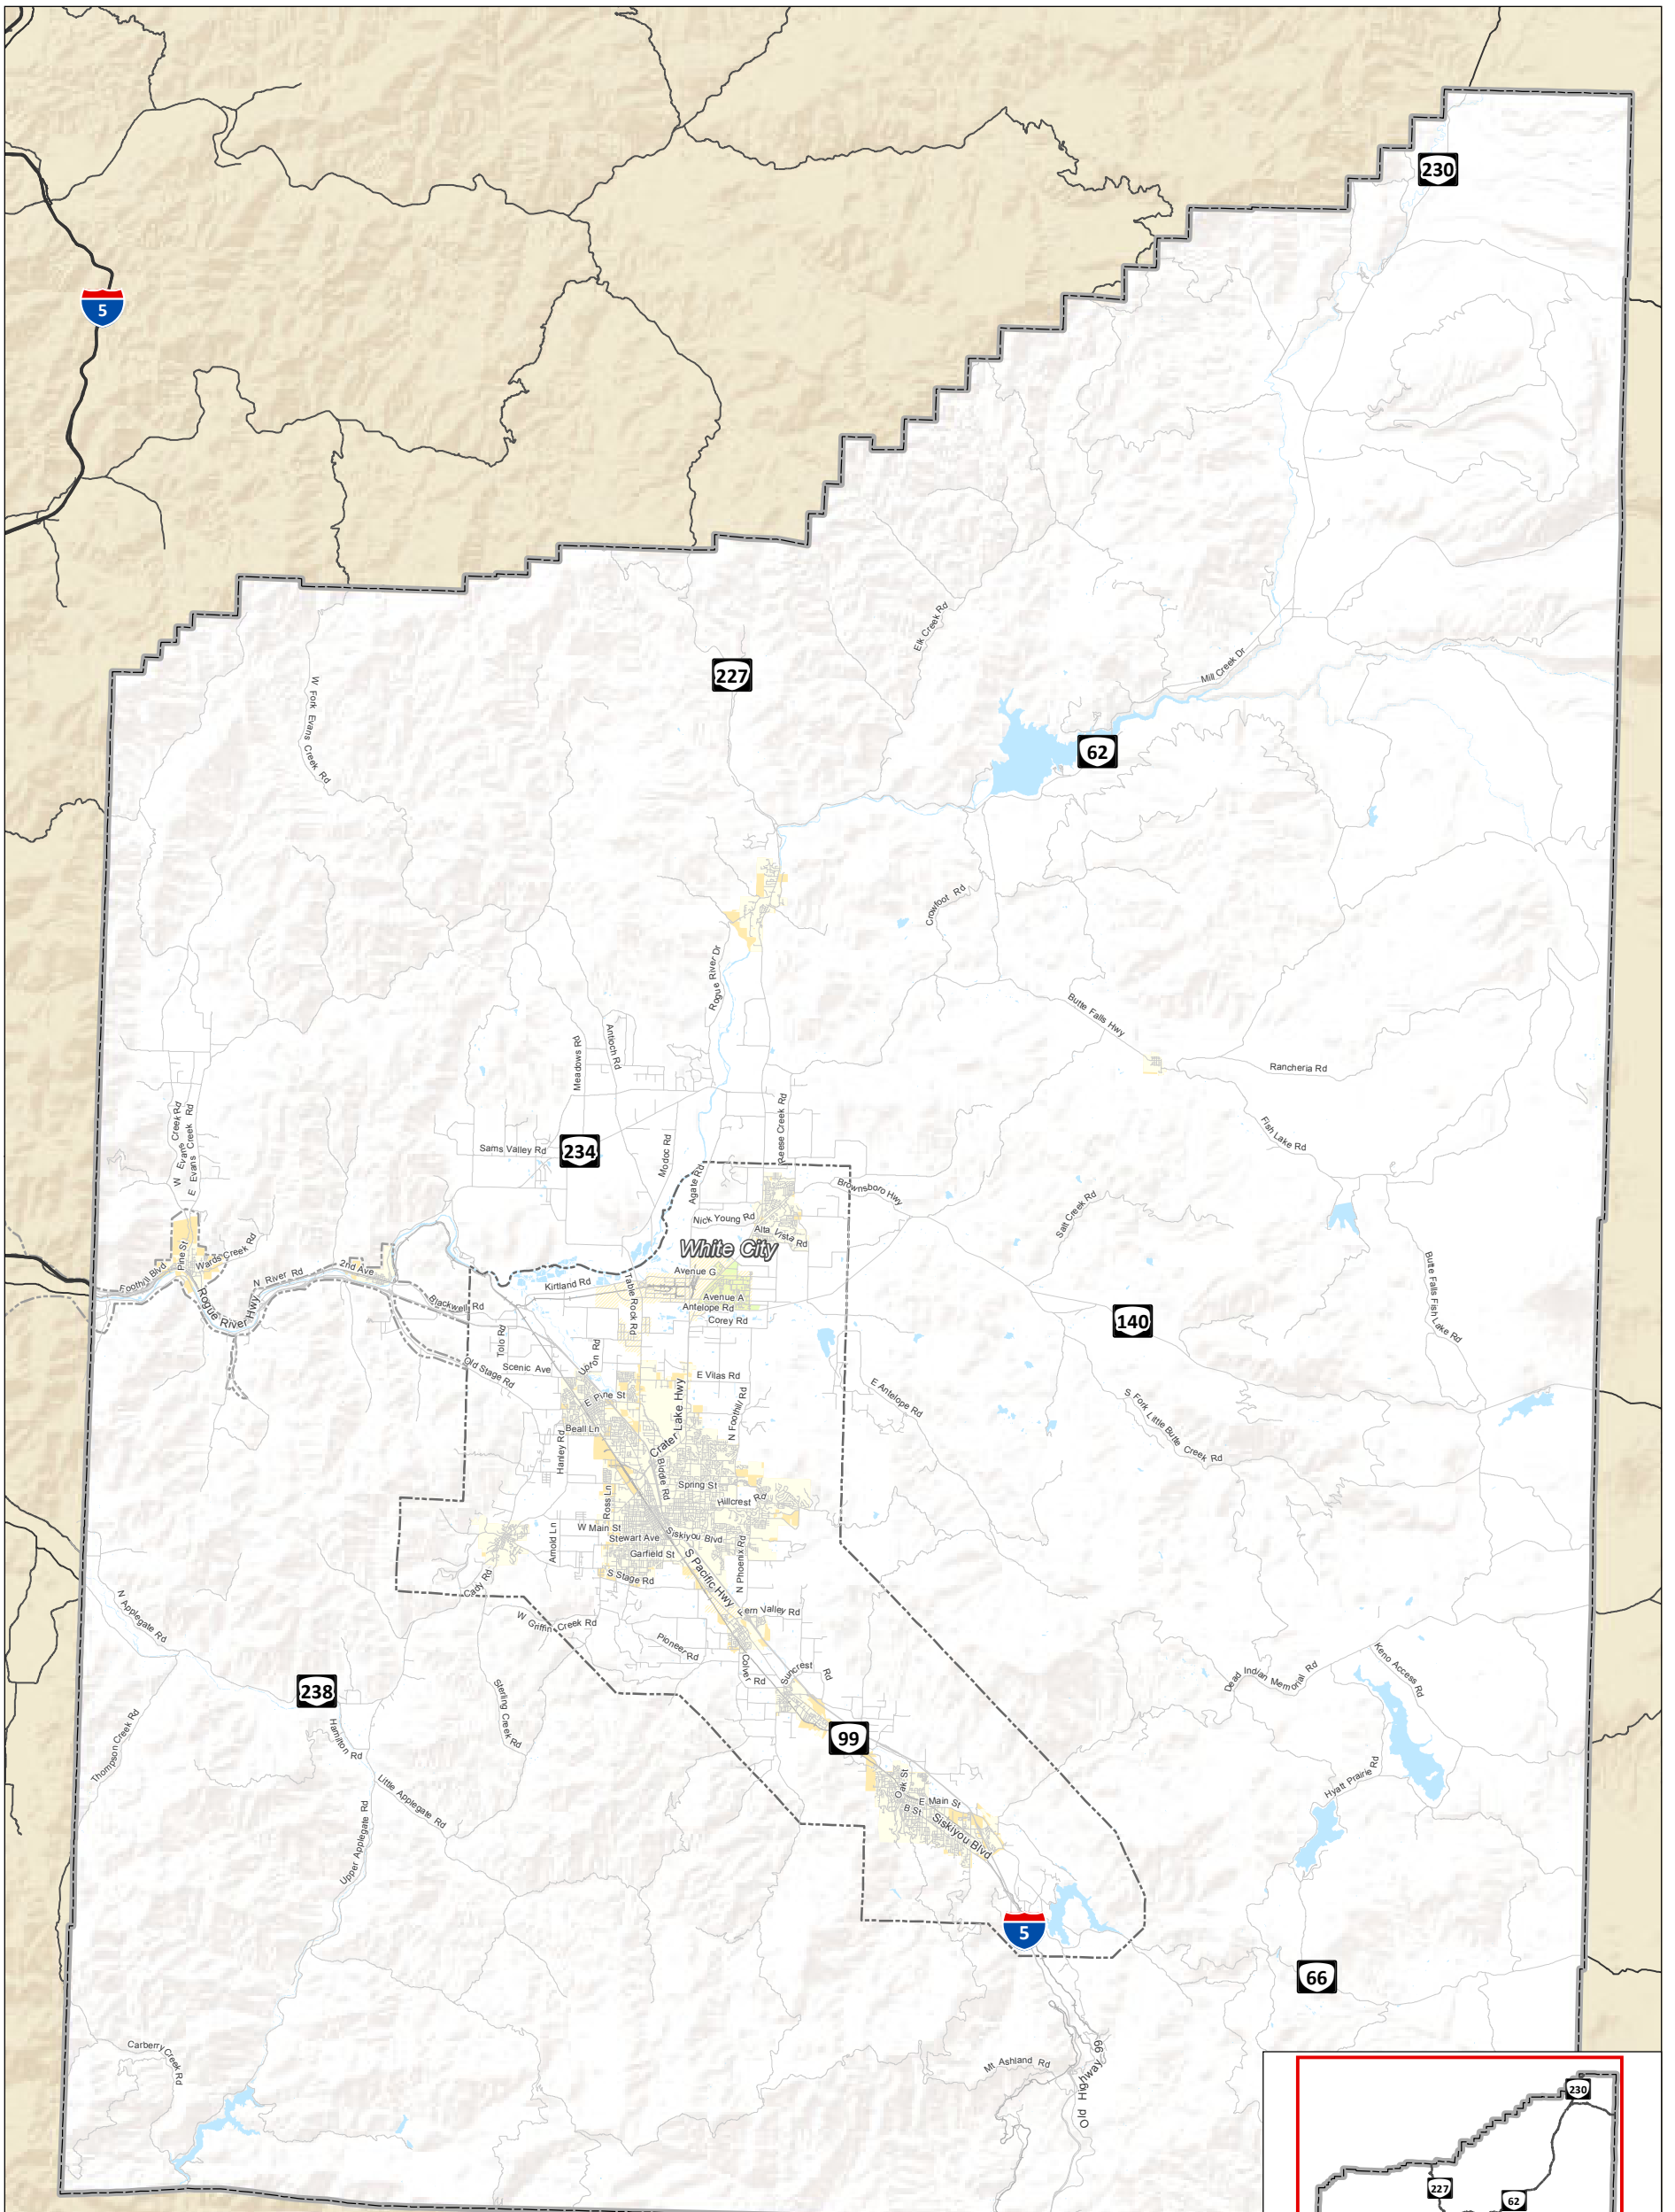 230
5
Elk Creek Rd
227
Mill Creek Dr
W Fork Evans Creek Rd
62
Crowfoot Rd
Rogue River Dr
Butte Falls Hwy
Antioch Rd
Meadows Rd
Rancheria Rd
Reese Creek Rd
W Evans Creek Rd
E Evans Creek Rd
Fish Lake Rd
Sams Valley Rd
234
Modoc Rd
Agate Rd
Brownsboro Hwy
Salt Creek Rd
Nick Young Rd
Alta Vista Rd
White City
Pine St
Wards Creek Rd
Foothill Blvd
N River Rd
2nd Ave
Avenue G
Kirtland Rd
Butte Falls Fish Lake Rd
Rogue River Hwy
Blackwell Rd
Table Rock Rd
Avenue A
Antelope Rd
Corey Rd
140
Tolo Rd
Scenic Ave
Upton Rd
Old Stage Rd
E Vilas Rd
E Pine St
E Antelope Rd
N Foothill Rd
S Fork Little Butte Creek Rd
Beall Ln
Crater Lake Hwy
Hanley Rd
Biddle Rd
Spring St
Ross Ln
Hillcrest Rd
W Main St
Arnold Ln
Stewart Ave
Siskiyou Blvd
Garfield St
N Phoenix Rd
S Pacific Hwy
S Stage Rd
Cady Rd
N Applegate Rd
W Griffin Creek Rd
Fern Valley Rd
Pioneer Rd
Colver Rd
Suncrest Rd
Dead Indian Memorial Rd
Keno Access Rd
238
Sterling Creek Rd
99
Hamilton Rd
Thompson Creek Rd
Little Applegate Rd
Upper Applegate Rd
Oak St
E Main St
B St
Siskiyou Blvd
Hyatt Prairie Rd
5
66
Carberry Creek Rd
Mt Ashland Rd
Old Highway 99
230
227
62